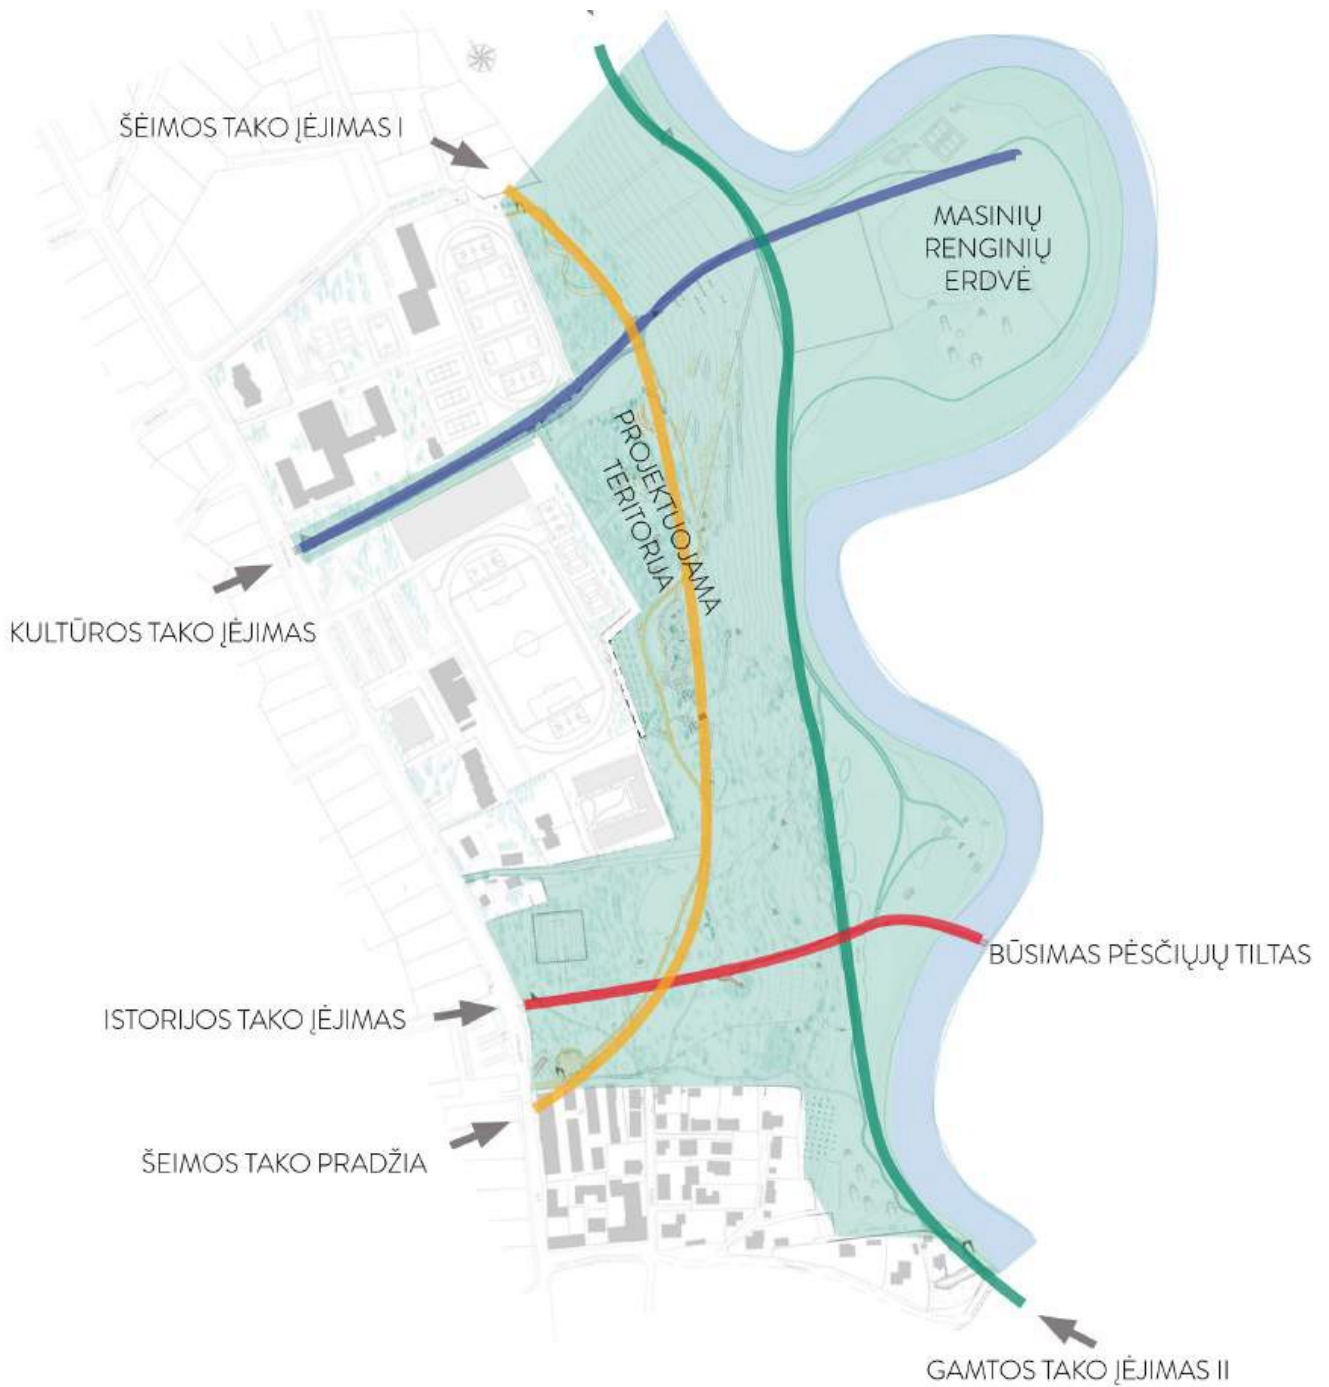 ŠEIMOS TAKO ĮĖJIMAS I
MASINIŲ
RENGINIŲ
ERDVĖ
PROJEKTUOJAMA
TERITORIJA
KULTŪROS TAKO ĮĖJIMAS
BŪSIMAS PĖSČIŲJŲ TILTAS
ISTORIJOS TAKO ĮĖJIMAS
ŠEIMOS TAKO PRADŽIA
GAMTOS TAKO ĮĖJIMAS II